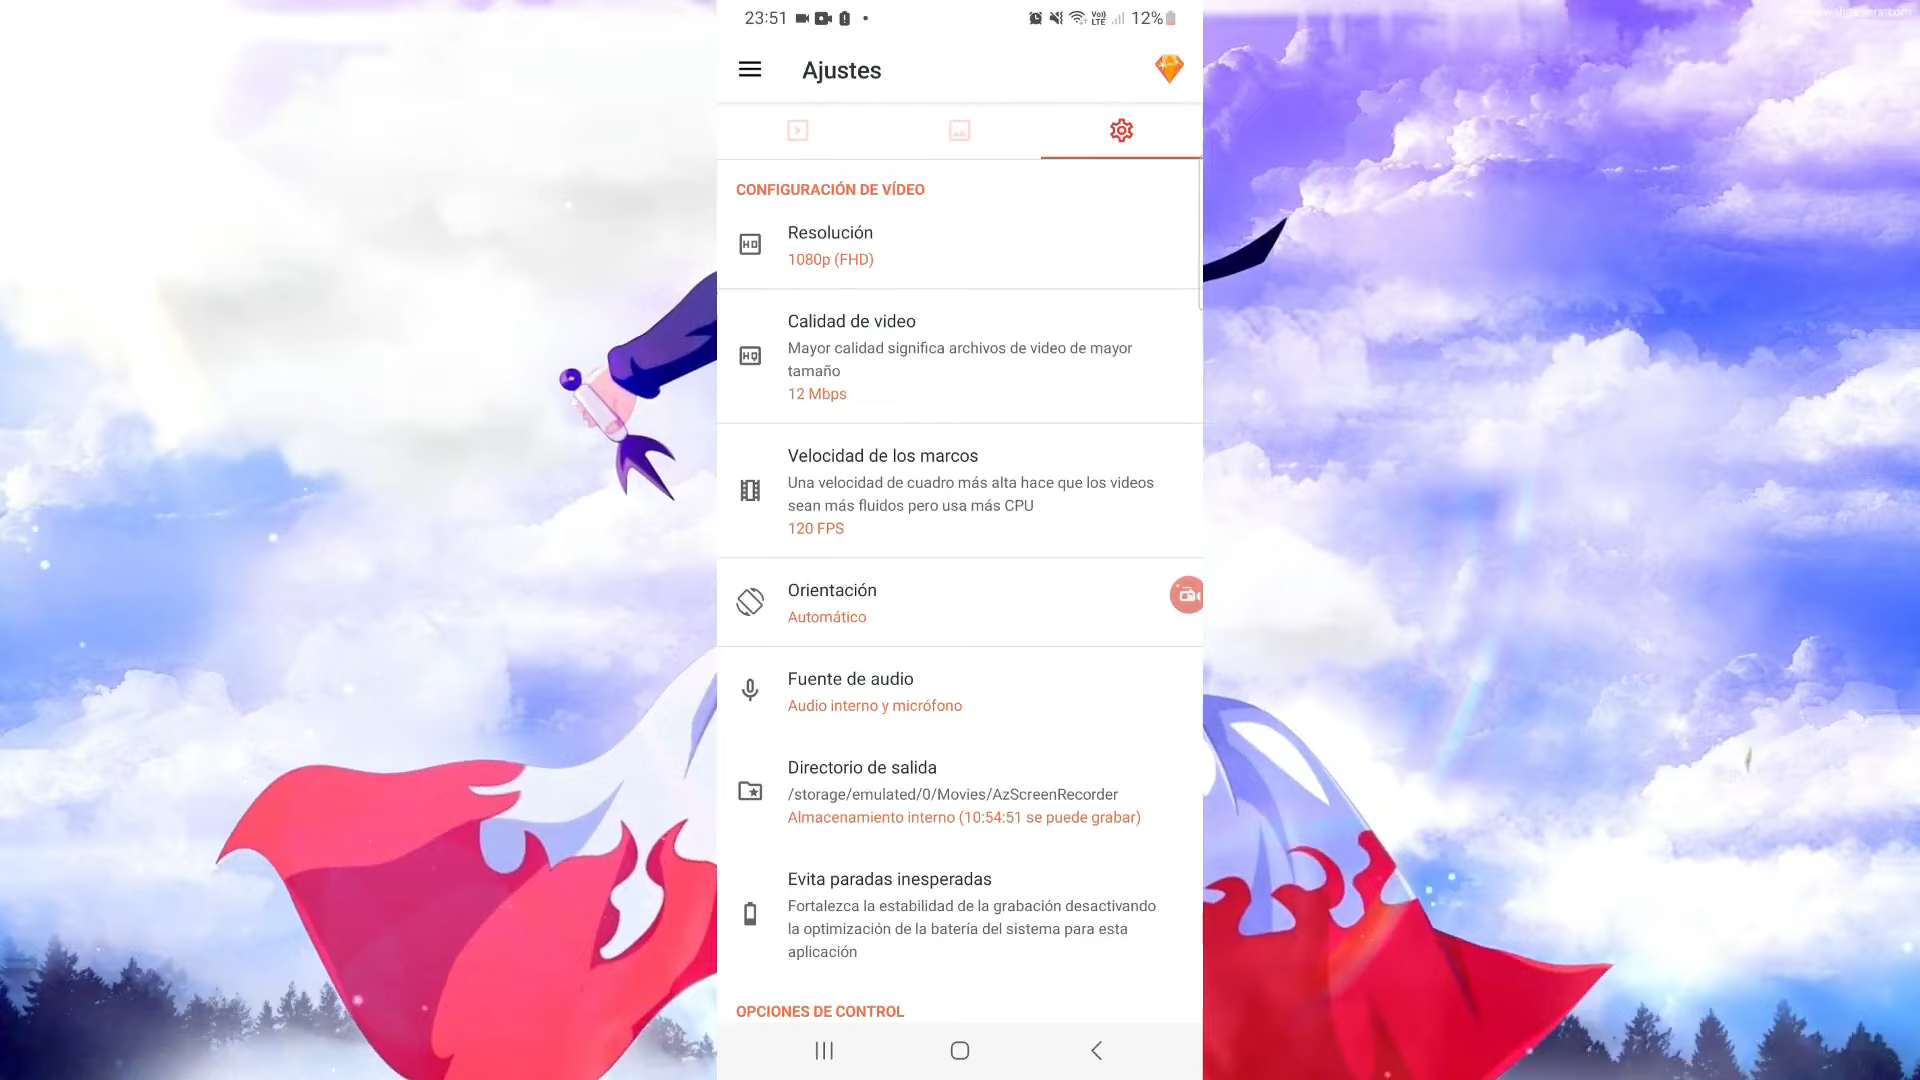 23:51
Vo) LTE
12%
Ajustes
CONFIGURACIÓN DE VÍDEO
HD
Resolución
1080p (FHD)
HQ
Calidad de video
Mayor calidad significa archivos de video de mayor
tamaño
12 Mbps
Velocidad de los marcos
Una velocidad de cuadro más alta hace que los videos
sean más fluidos pero usa más CPU
120 FPS
Orientación
Automático
Fuente de audio
Audio interno y micrófono
Directorio de salida
/storage/emulated/0/Movies/AzScreenRecorder
Almacenamiento interno (10:54:51 se puede grabar)
Evita paradas inesperadas
Fortalezca la estabilidad de la grabación desactivando
la optimización de la batería del sistema para esta
aplicación
OPCIONES DE CONTROL